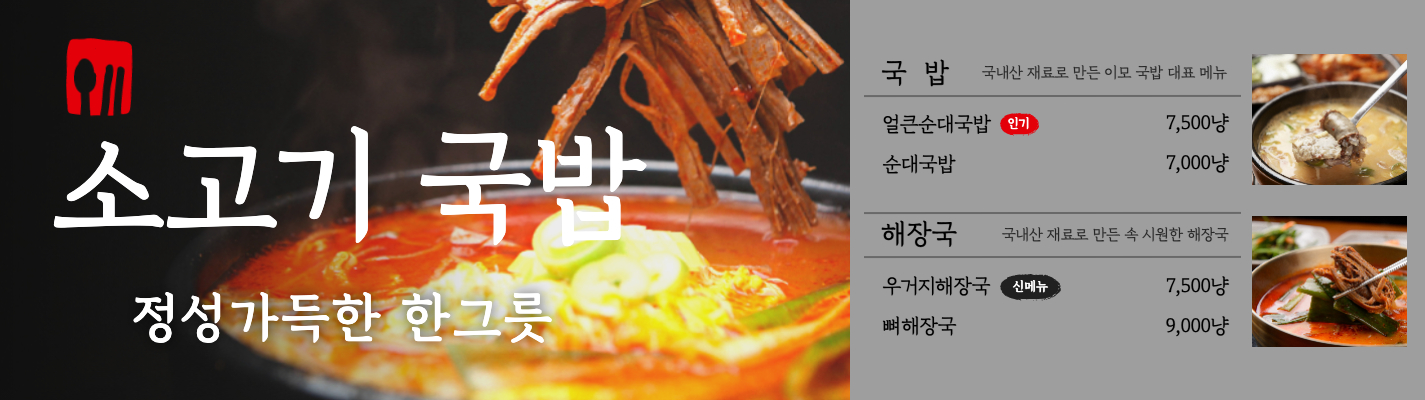 소고기 국밥
정성가득한 한그릇
국 밥 국내산 재료로 만든 이모 국밥 대표 메뉴
얼큰순대국밥 인기 7,500냥
순대국밥 7,000냥
해장국 국내산 재료로 만든 속 시원한 해장국
우거지해장국 신메뉴 7,500냥
뼈해장국 9,000냥